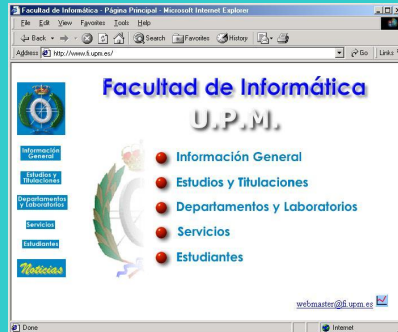 Facultad de Informática - Página Principal - Microsoft Internet Explorer
File Edit View Favorites Tools Help
Back Search Favorites History
Address http://www.fi.upm.es/ Go Links
Facultad de Informática
U.P.M.
Información General
Estudios y Titulaciones
Departamentos y Laboratorios
Servicios
Estudiantes
Noticias
Información General
Estudios y Titulaciones
Departamentos y Laboratorios
Servicios
Estudiantes
webmaster@fi.upm.es
Done Internet